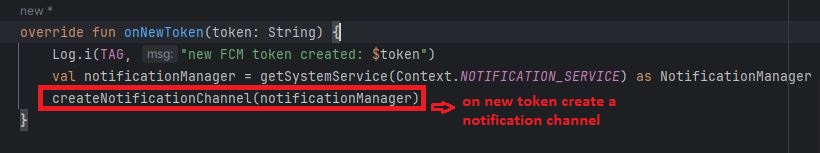 new *
override fun onNewToken(token: String) {
Log.i(TAG, msg: "new FCM token created: $token")
val notificationManager = getSystemService(Context.NOTIFICATION_SERVICE) as NotificationManager
createNotificationChannel(notificationManager)
on new token create a
notification channel
}